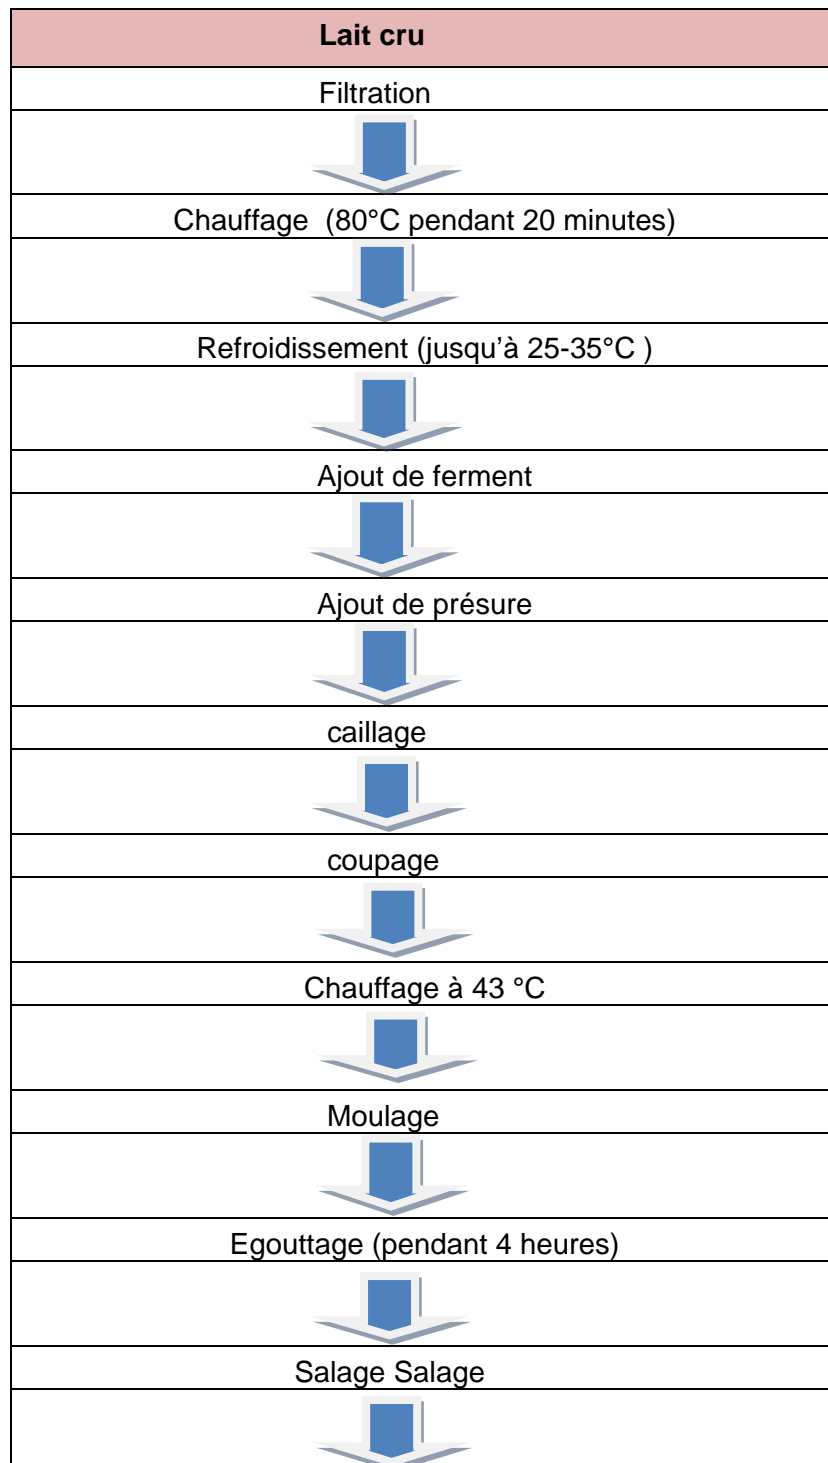 Lait cru
Filtration
Chauffage (80°C pendant 20 minutes)
Refroidissement (jusqu’à 25-35°C )
Ajout de ferment
Ajout de présure
caillage
coupage
Chauffage à 43 °C
Moulage
Egouttage (pendant 4 heures)
Salage Salage